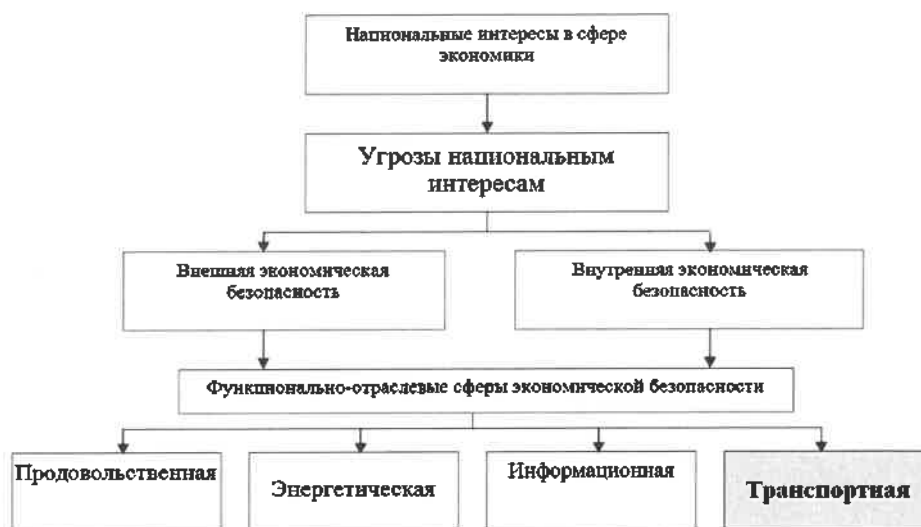 Национальные интересы в сфере
экономики
Угрозы национальным
интересам
Внешняя экономическая
безопасность
Внутренняя экономическая
безопасность
Функционально-отраслевые сферы экономической безопасности
Продовольственная
Энергетическая
Информационная
Транспортная